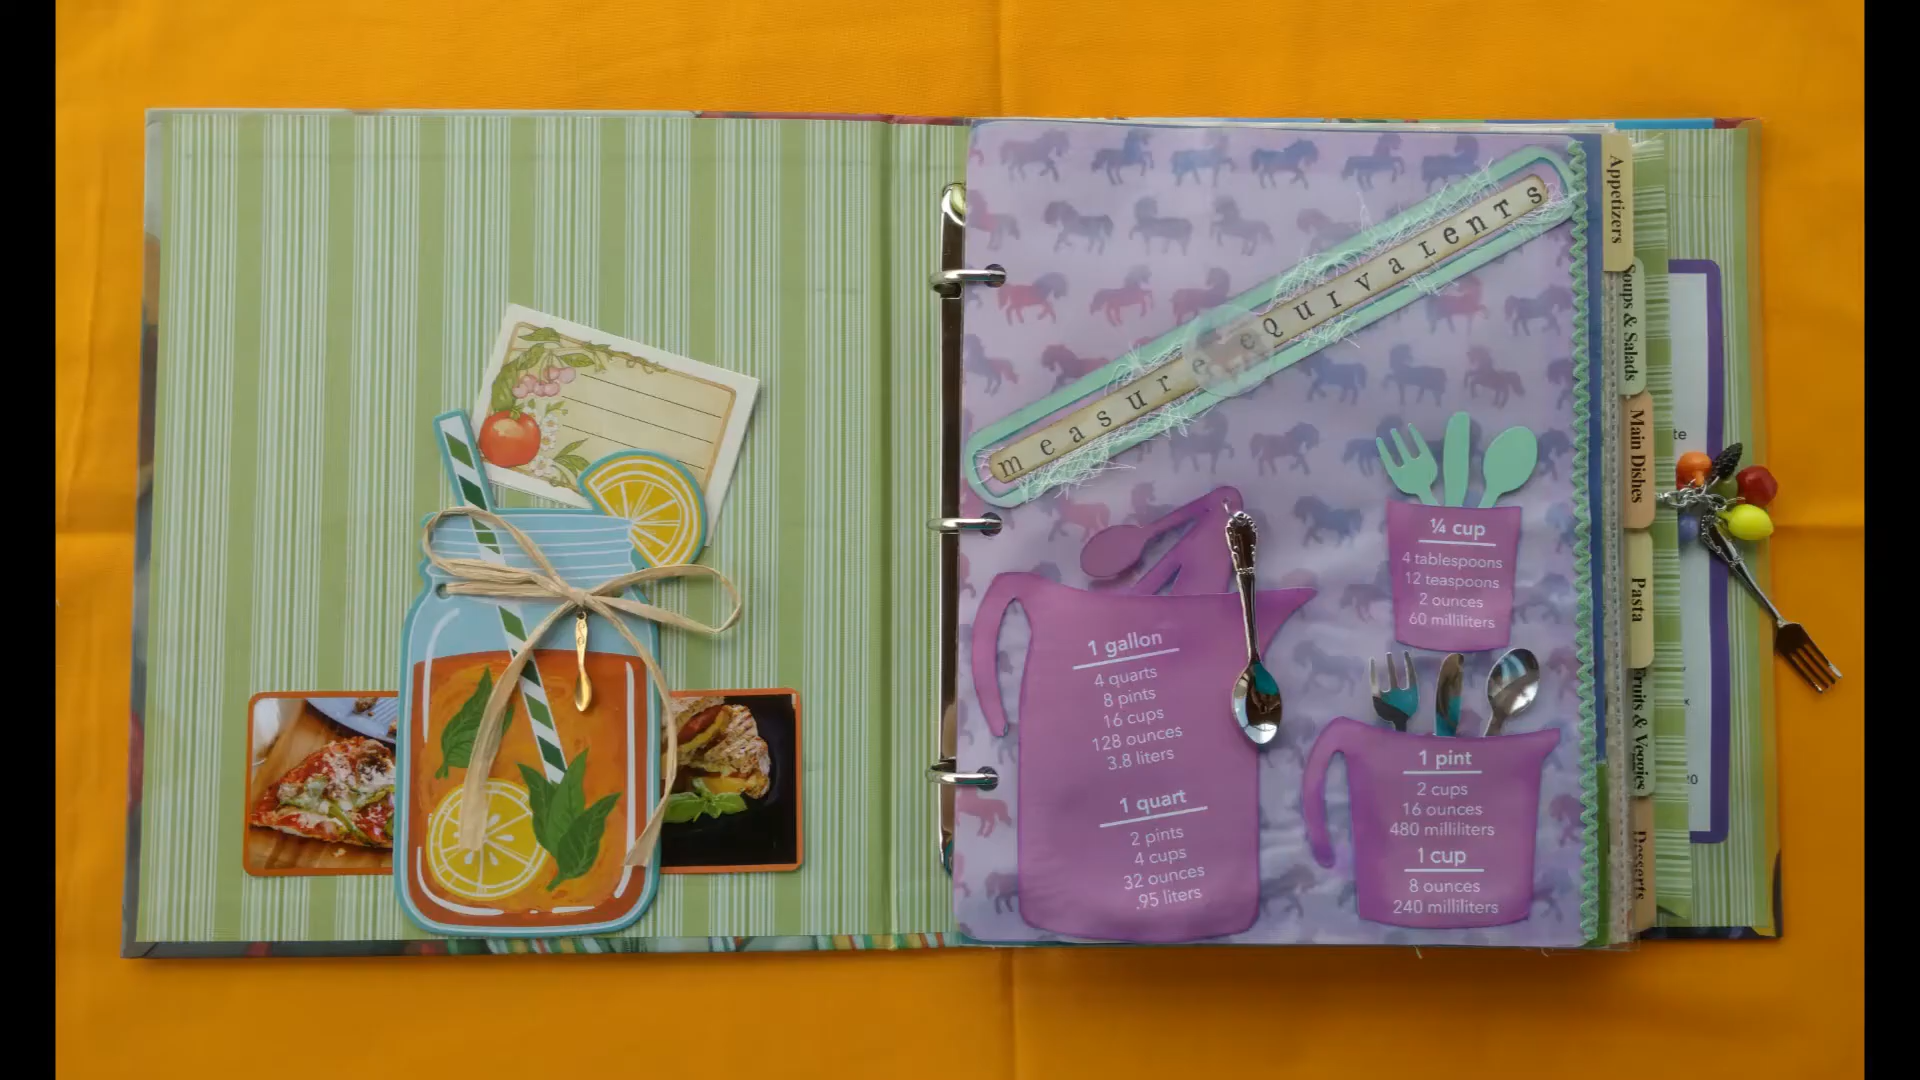 measure equivalents
1 gallon
4 quarts
8 pints
16 cups
128 ounces
3.8 liters
1 quart
2 pints
4 cups
32 ounces
.95 liters
¼ cup
4 tablespoons
12 teaspoons
2 ounces
60 milliliters
1 pint
2 cups
16 ounces
480 milliliters
1 cup
8 ounces
240 milliliters
Appetizers
Soups & Salads
Main Dishes
Pasta
Fruits & Veggies
Desserts
te
x
20